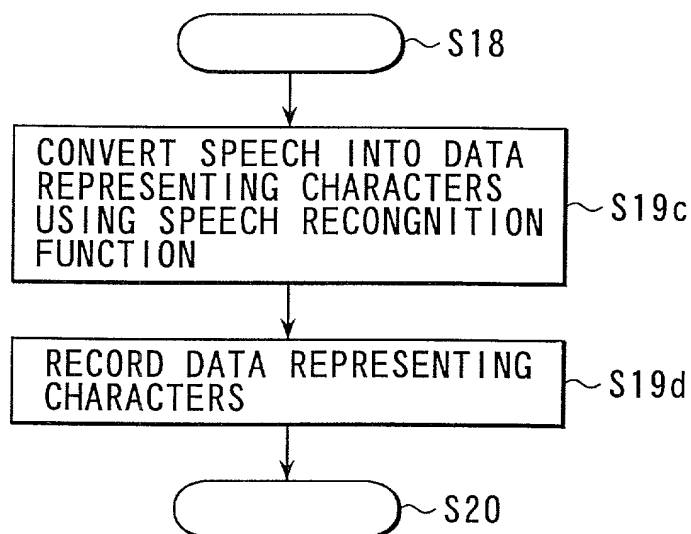 S18
CONVERT SPEECH INTO DATA
REPRESENTING CHARACTERS
USING SPEECH RECONGNITION
FUNCTION
S19c
RECORD DATA REPRESENTING
CHARACTERS
S19d
S20